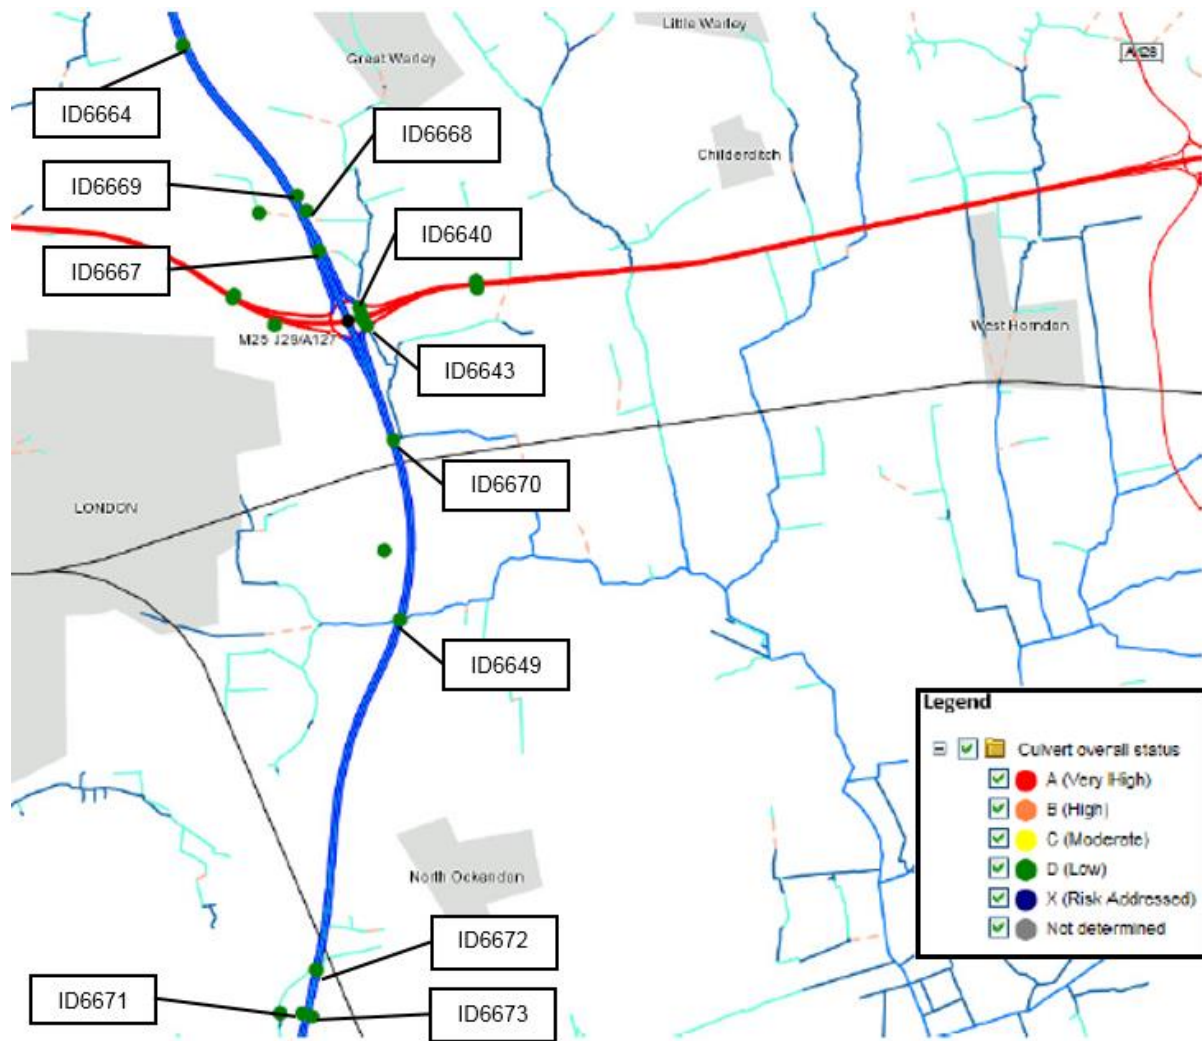 Little Warley
Great Warley
A128
ID6664
ID6668
Childerditch
ID6669
ID6640
ID6667
West Horndon
M25 J29/A127
ID6643
ID6670
LONDON
ID6649
Legend
Culvert overall status
A (Very High)
B (High)
C (Moderate)
D (Low)
X (Risk Addressed)
Not determined
North Ockendon
ID6672
ID6671
ID6673